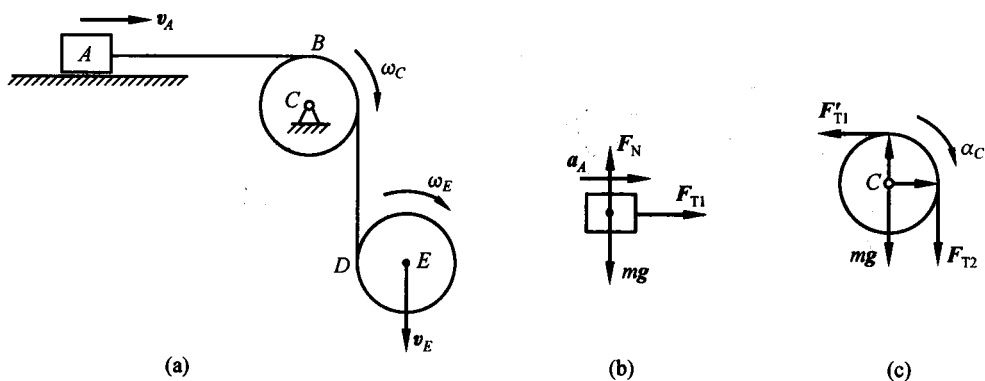 v_A
A
B
ω_C
C
ω_E
D
E
v_E
(a)
F_N
a_A
F_T1
mg
(b)
F'_T1
α_C
C
mg
F_T2
(c)